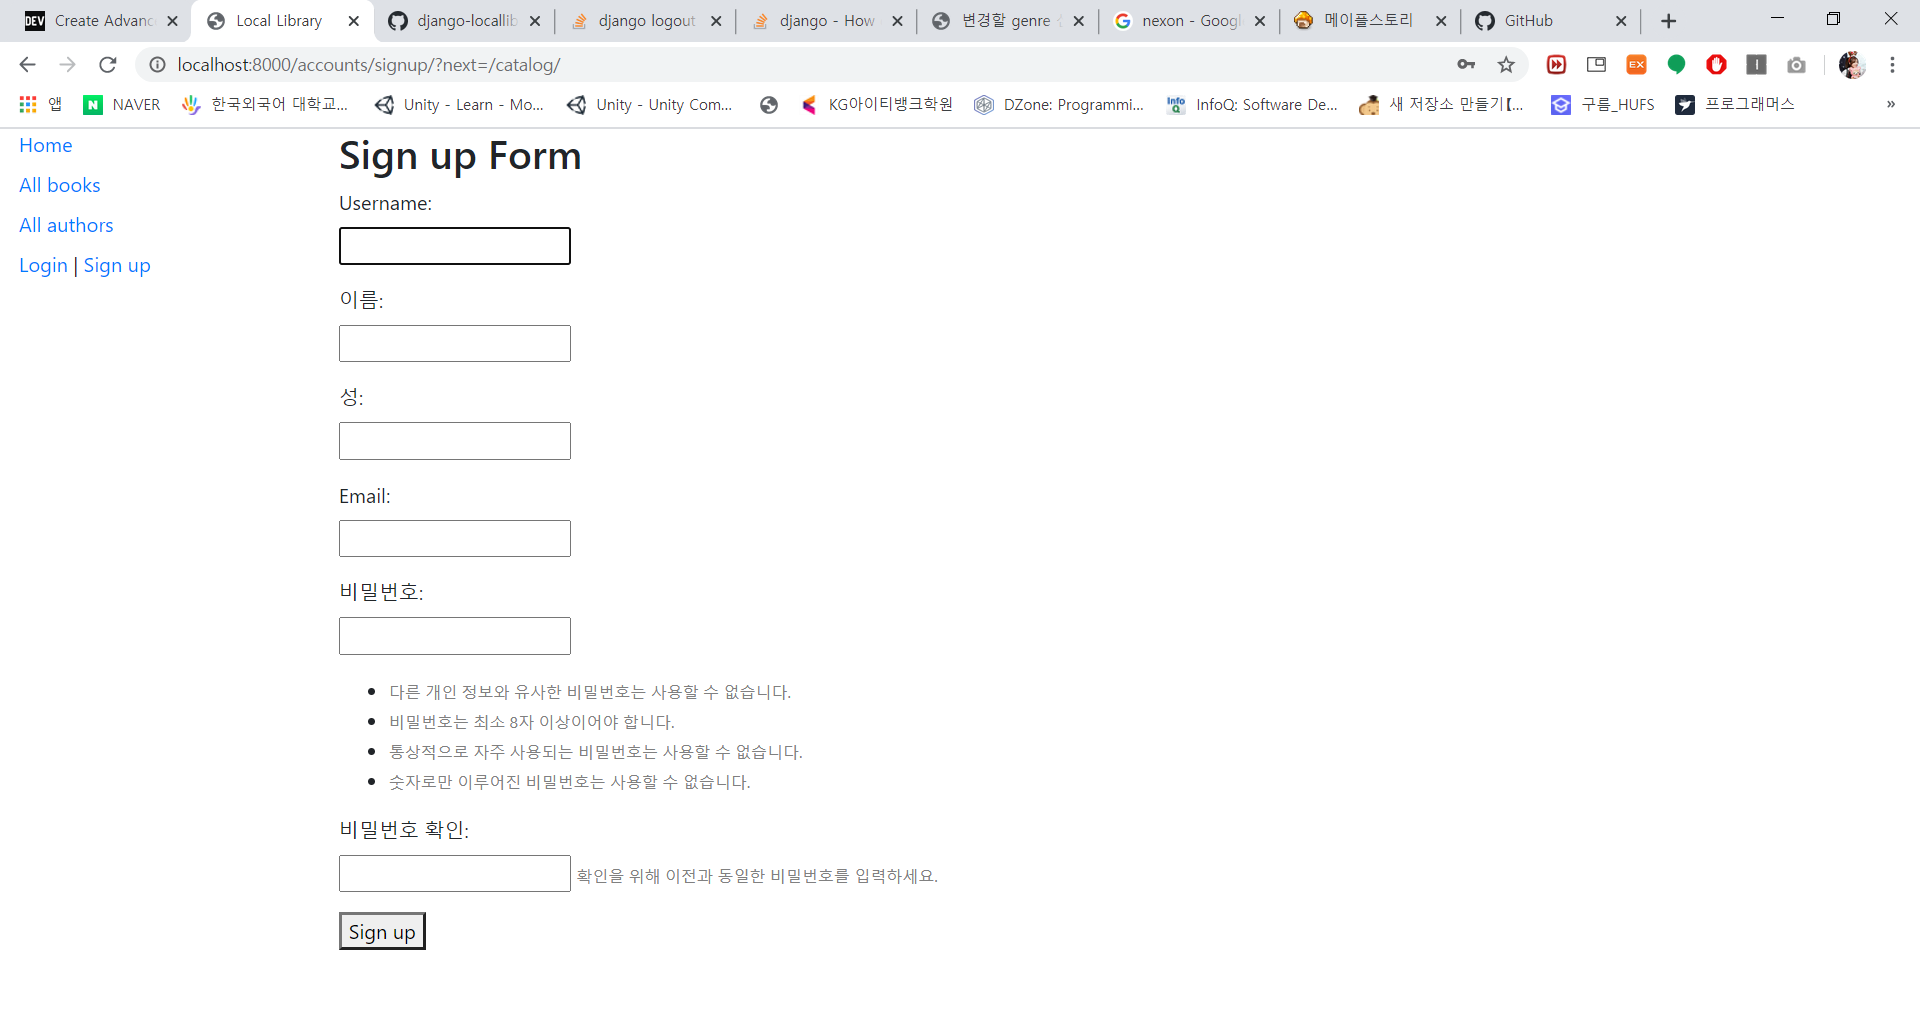 DEV Create Advanc
Local Library
django-locallib
django logout
django - How
변경할 genre
nexon - Googl
메이플스토리
GitHub
localhost:8000/accounts/signup/?next=/catalog/
EX
I
앱
N NAVER
한국외국어 대학교...
Unity - Learn - Mo...
Unity - Unity Com...
KG아이티뱅크학원
DZone: Programmi...
Info Q InfoQ: Software De...
새 저장소 만들기【...
구름_HUFS
프로그래머스
»
Home
All books
All authors
Login | Sign up
Sign up Form
Username:
이름:
성:
Email:
비밀번호:
다른 개인 정보와 유사한 비밀번호는 사용할 수 없습니다.
비밀번호는 최소 8자 이상이어야 합니다.
통상적으로 자주 사용되는 비밀번호는 사용할 수 없습니다.
숫자로만 이루어진 비밀번호는 사용할 수 없습니다.
비밀번호 확인:
확인을 위해 이전과 동일한 비밀번호를 입력하세요.
Sign up